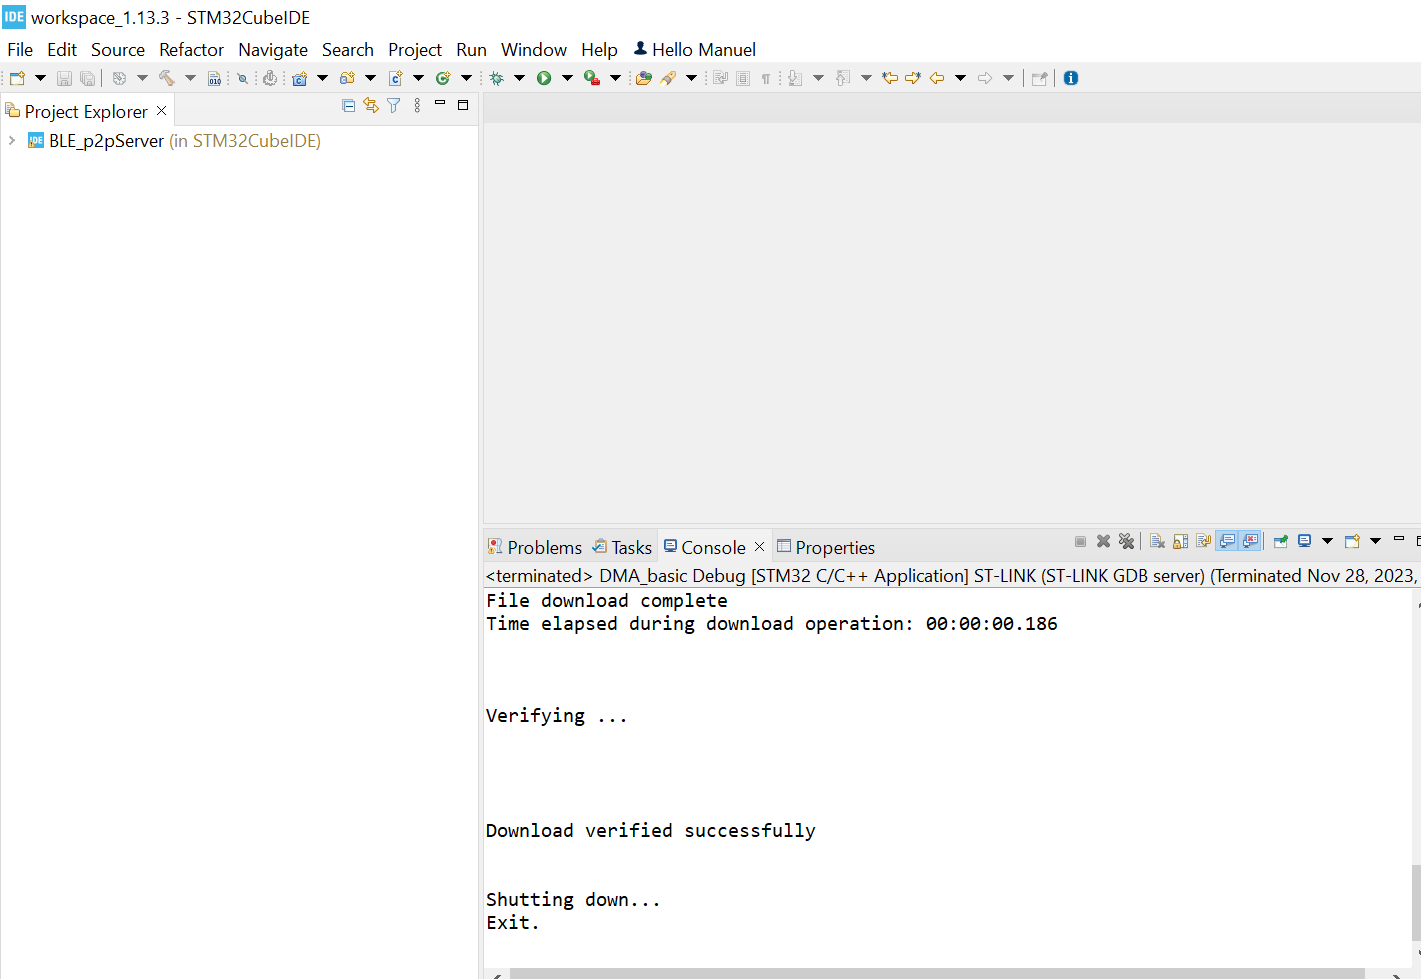 IDE workspace_1.13.3 - STM32CubeIDE
File Edit Source Refactor Navigate Search Project Run Window Help Hello Manuel
Project Explorer
IDE BLE_p2pServer (in STM32CubeIDE)
Problems Tasks Console Properties
<terminated> DMA_basic Debug [STM32 C/C++ Application] ST-LINK (ST-LINK GDB server) (Terminated Nov 28, 2023,
File download complete
Time elapsed during download operation: 00:00:00.186
Verifying ...
Download verified successfully
Shutting down...
Exit.